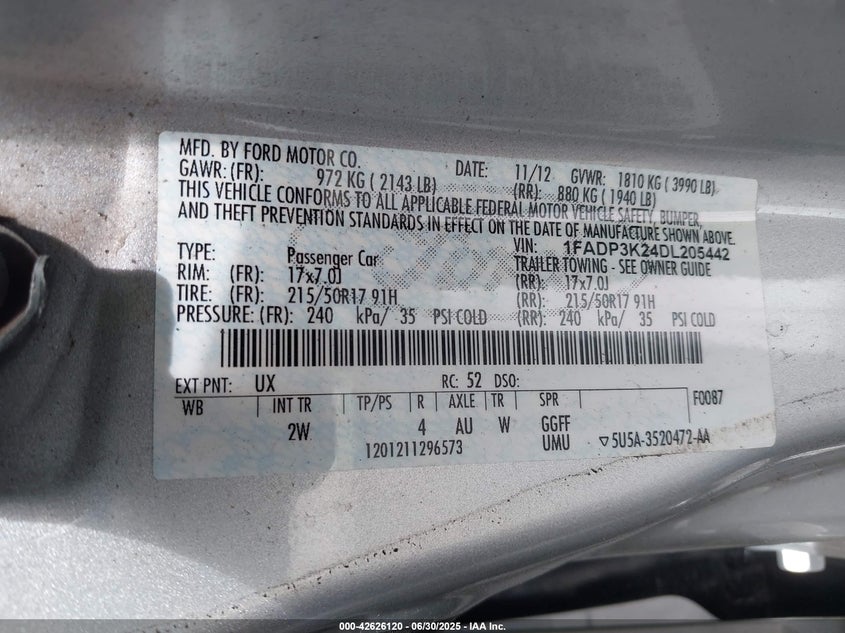 MFD. BY FORD MOTOR CO. DATE: 11/12 GVWR: 1810 KG ( 3990 LB)
GAWR: (FR): 972 KG ( 2143 LB) (RR): 880 KG ( 1940 LB)
THIS VEHICLE CONFORMS TO ALL APPLICABLE FEDERAL MOTOR VEHICLE SAFETY, BUMPER,
AND THEFT PREVENTION STANDARDS IN EFFECT ON THE DATE OF MANUFACTURE SHOWN ABOVE.
VIN: 1FADP3K24DL205442
TYPE: Passenger Car TRAILER TOWING - SEE OWNER GUIDE
RIM: (FR): 17x7.0J (RR): 17x7.0J
TIRE: (FR): 215/50R17 91H (RR): 215/50R17 91H
PRESSURE: (FR): 240 kPa/ 35 PSI COLD (RR): 240 kPa/ 35 PSI COLD
EXT PNT: UX RC: 52 DSO:
WB INT TR TP/PS R AXLE TR SPR F0087
2W 4 AU W GGFF
1201211296573 UMU ▽5U5A-3520472-AA
000-42626120 - 06/30/2025 - IAA Inc.